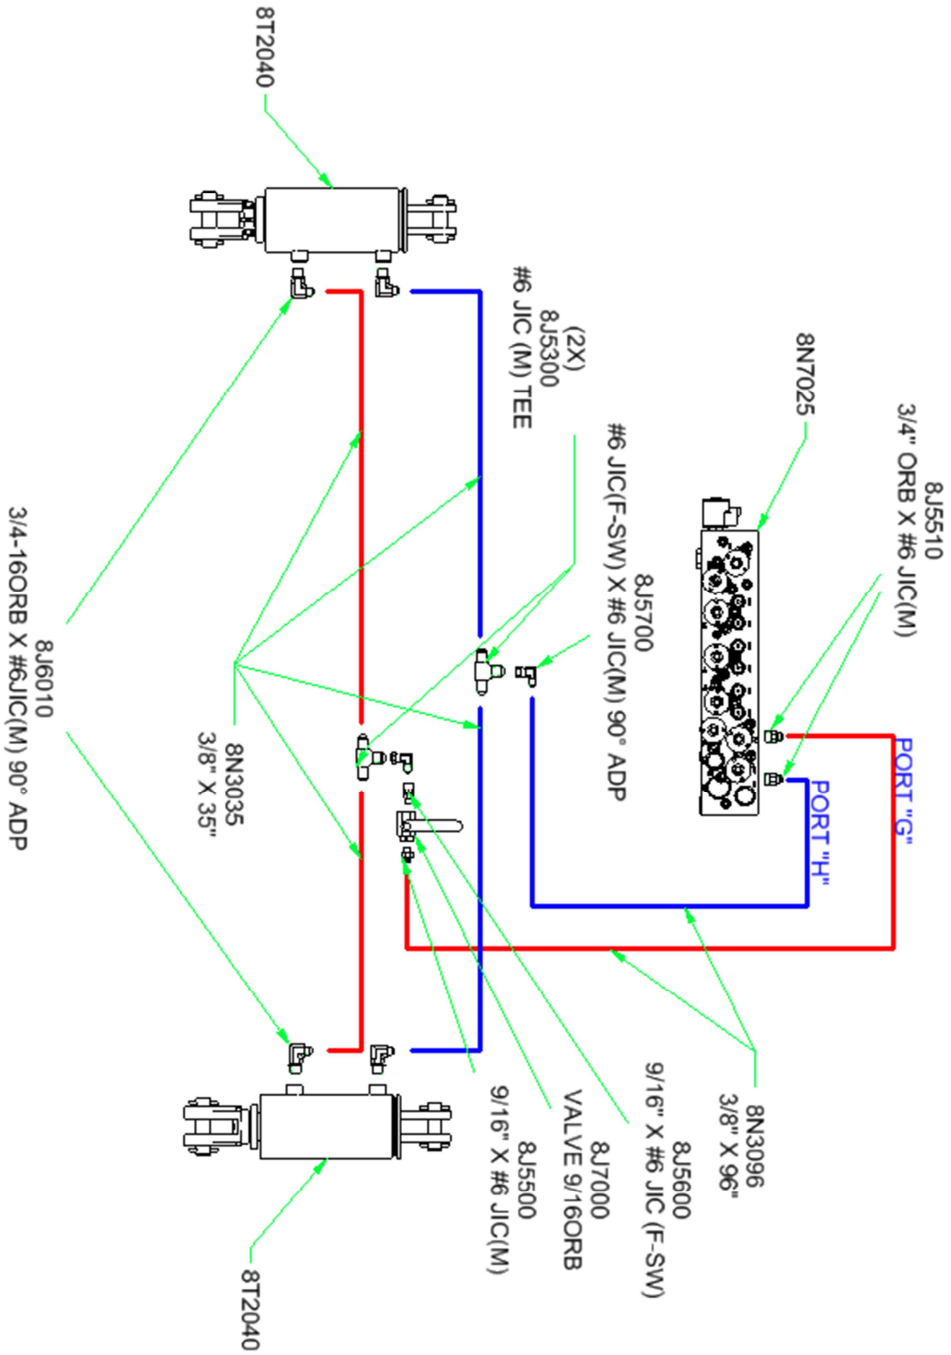 8J5510
3/4" ORB X #6 JIC(M)
8N7025
PORT "G"
PORT "H"
8J5700
#6 JIC(F-SW) X #6 JIC(M) 90° ADP
(2X)
8J5300
#6 JIC (M) TEE
8N3096
3/8" X 96"
8J5600
9/16" X #6 JIC (F-SW)
8J7000
VALVE 9/16ORB
8J5500
9/16" X #6 JIC(M)
8T2040
8T2040
8N3035
3/8" X 35"
8J6010
3/4-16ORB X #6JIC(M) 90° ADP